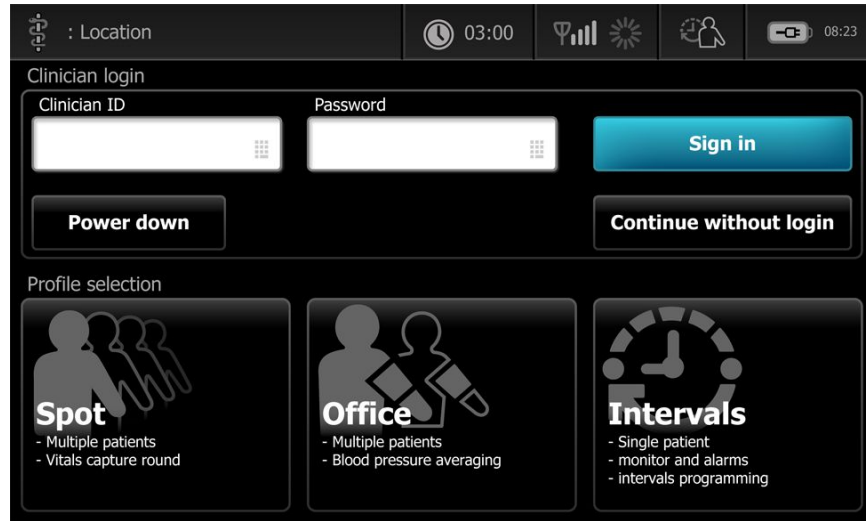 : Location
03:00
08:23
Clinician login
Clinician ID
Password
Sign in
Power down
Continue without login
Profile selection
Spot
- Multiple patients
- Vitals capture round
Office
- Multiple patients
- Blood pressure averaging
Intervals
- Single patient
- monitor and alarms
- intervals programming